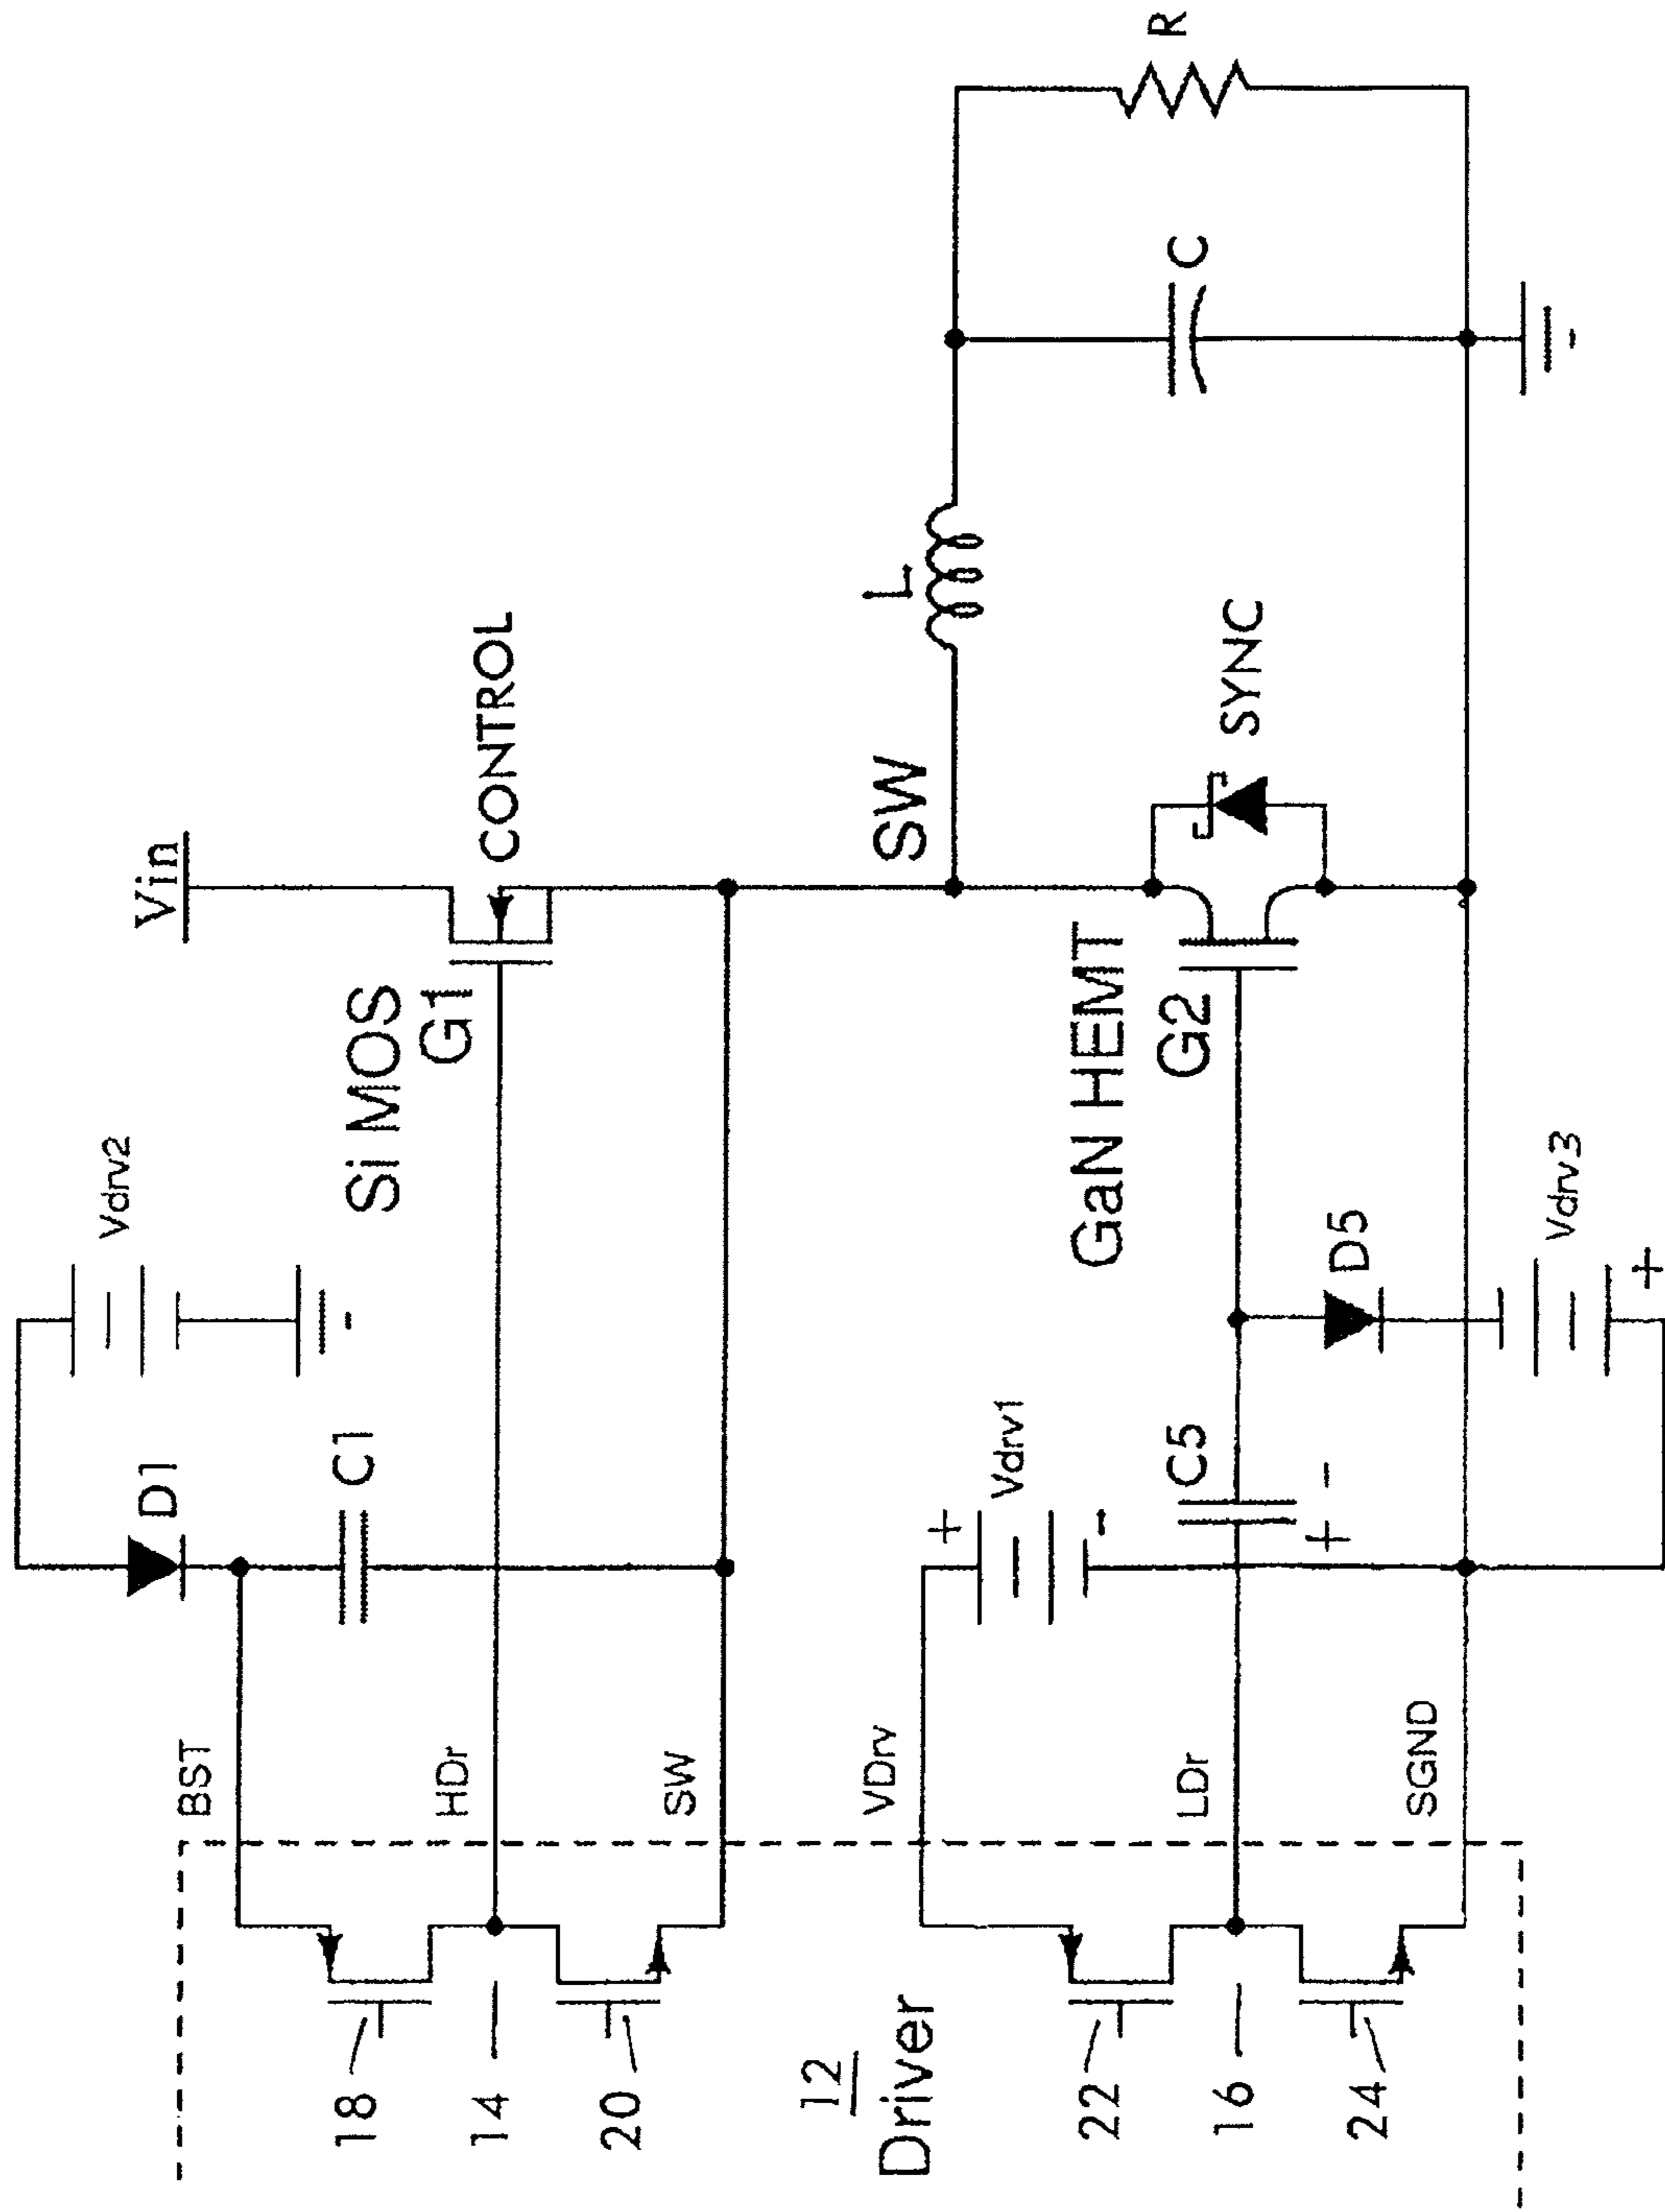 Vdrv2
Vin
D1
C1
BST
Si MOS
G1
CONTROL
HDr
SW
18
14
20
12
Driver
VDrv
+
Vdrv1
-
SW
L
C5
+ -
LDr
GaN HEMT
G2
SYNC
C
R
D5
SGND
22
16
24
Vdrv3
+